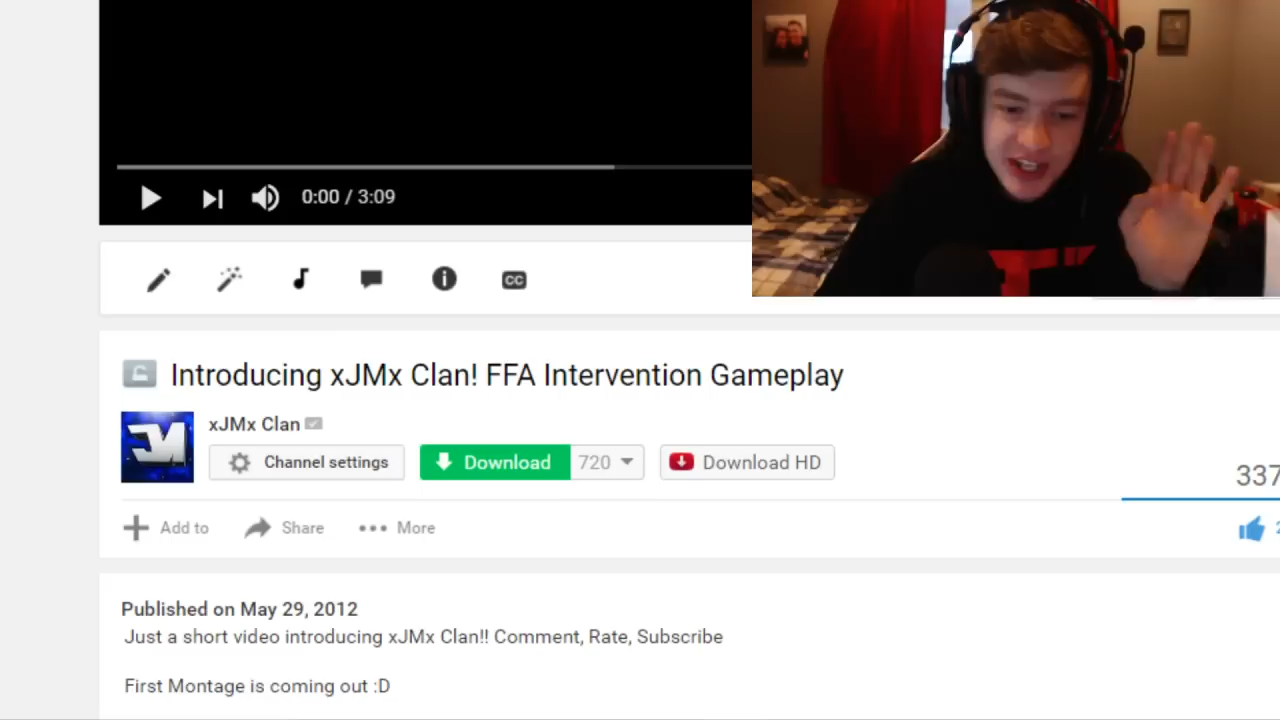 0:00 / 3:09
CC
Introducing xJMx Clan! FFA Intervention Gameplay
JM
xJMx Clan
Channel settings
Download
720
Download HD
337
Add to
Share
More
Published on May 29, 2012
Just a short video introducing xJMx Clan!! Comment, Rate, Subscribe
First Montage is coming out :D